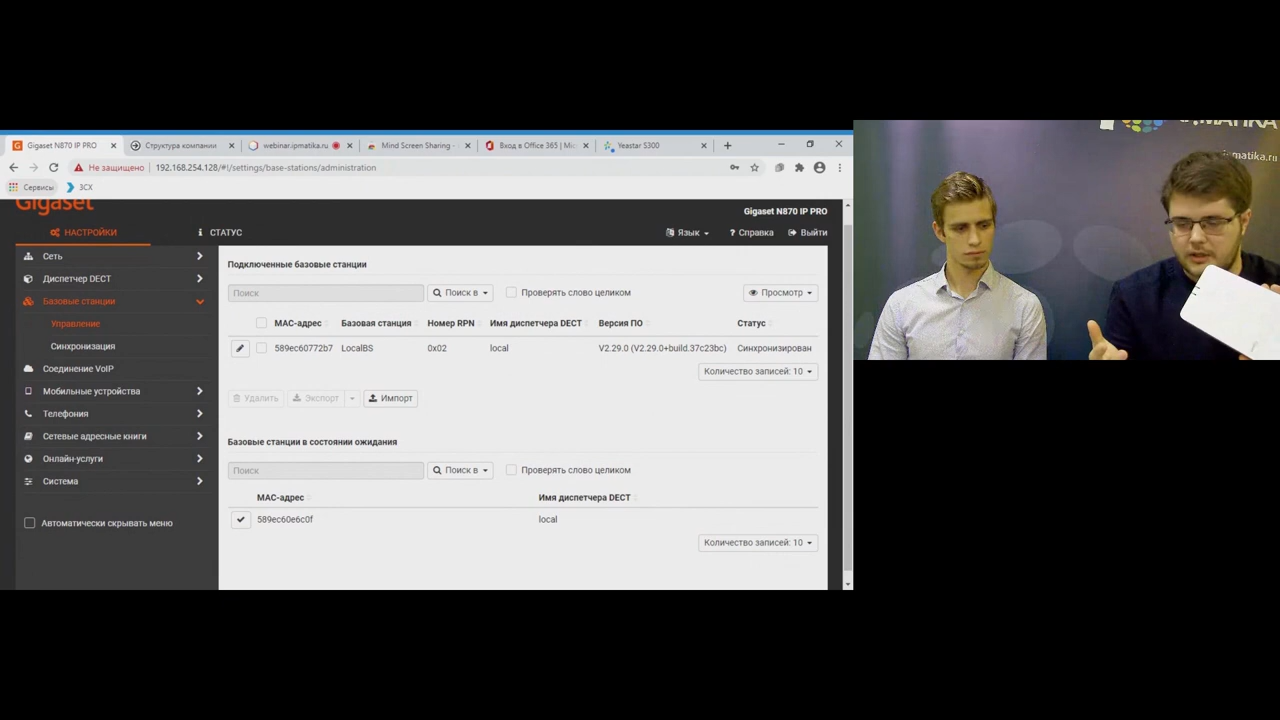 Gigaset N870 IP PRO
Структура компании
webinar.ipmatika.ru
Mind Screen Sharing -
Вход в Office 365 | Mic
Yeastar S300
Не защищено
192.168.254.128/#!/settings/base-stations/administration
Сервисы
3CX
Gigaset
Gigaset N870 IP PRO
НАСТРОЙКИ
СТАТУС
Язык
? Справка
Выйти
Сеть
Диспетчер DECT
Базовые станции
Управление
Синхронизация
Соединение VoIP
Мобильные устройства
Телефония
Сетевые адресные книги
Онлайн-услуги
Система
Автоматически скрывать меню
Подключенные базовые станции
Поиск
Поиск в
Проверять слово целиком
Просмотр
MAC-адрес Базовая станция Номер RPN Имя диспетчера DECT Версия ПО Статус
589ec60772b7 LocalBS 0x02 local V2.29.0 (V2.29.0+build.37c23bc) Синхронизирован
Количество записей: 10
Удалить
Экспорт
Импорт
Базовые станции в состоянии ожидания
Поиск
Поиск в
Проверять слово целиком
MAC-адрес Имя диспетчера DECT
589ec60e6c0f local
Количество записей: 10